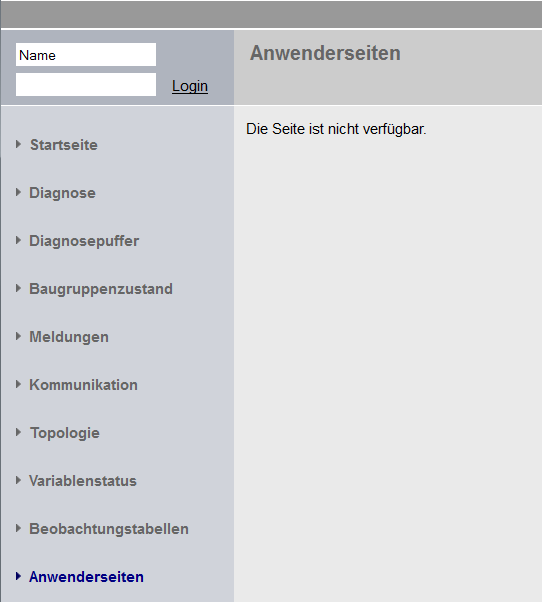 Name
Login
Anwenderseiten
Die Seite ist nicht verfügbar.
Startseite
Diagnose
Diagnosepuffer
Baugruppenzustand
Meldungen
Kommunikation
Topologie
Variablenstatus
Beobachtungstabellen
Anwenderseiten